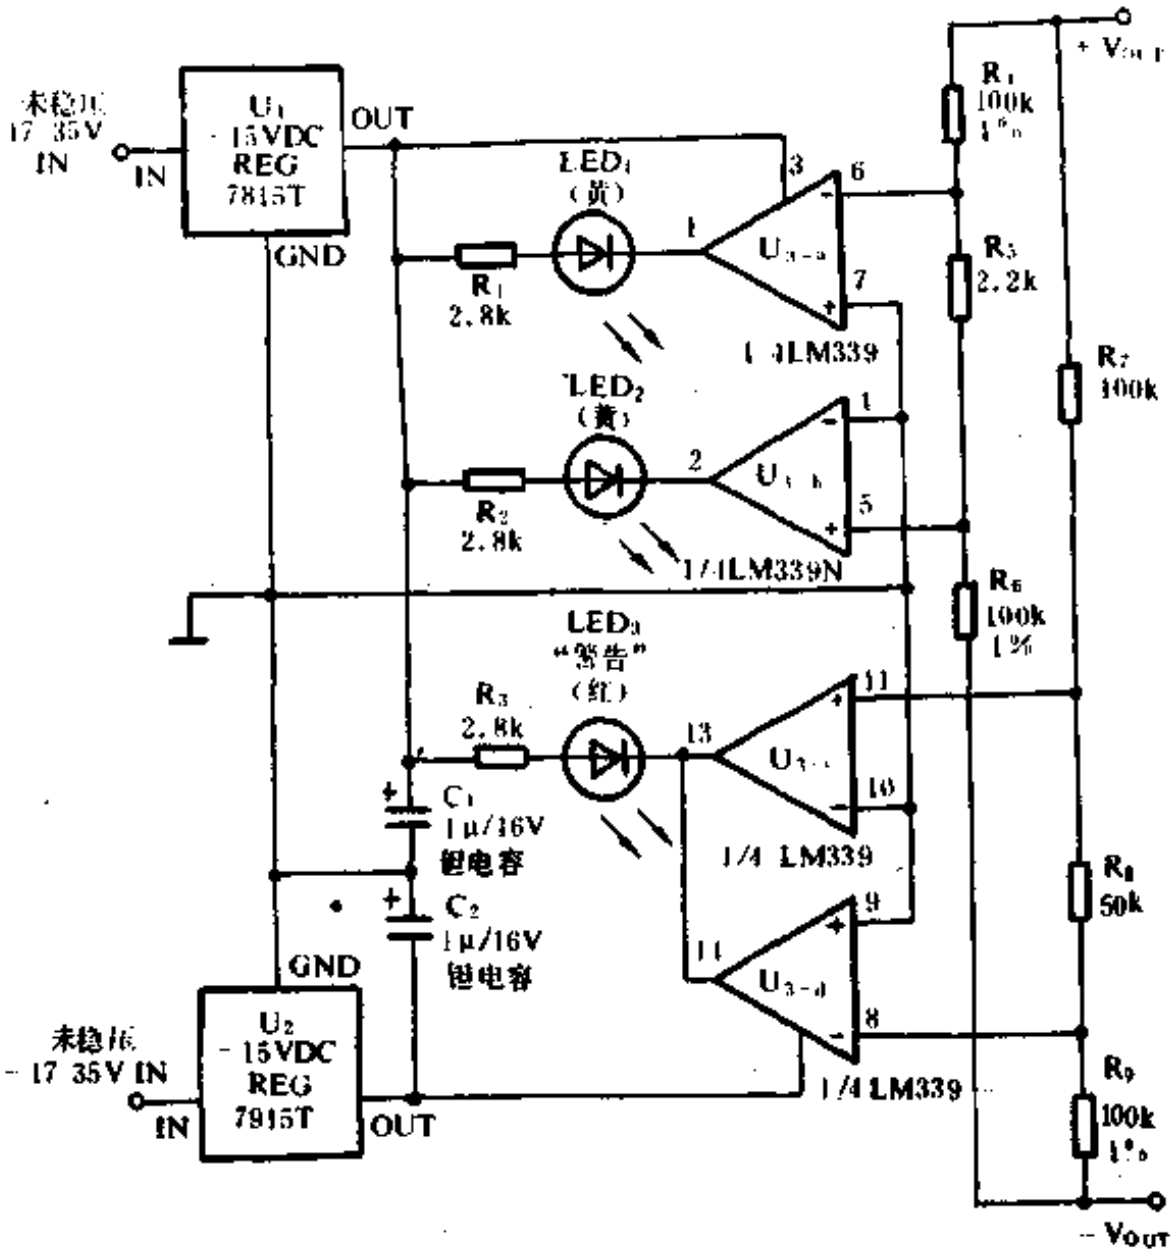 + VOUT
R₄
100k
1%
未稳压
17 35V
IN
IN
U₁
- 15VDC
REG
7815T
OUT
GND
LED₁
(黄)
3
6
1
U₃₋ₐ
7
R₅
2.2k
R₁
2.8k
1 4LM339
R₇
100k
LED₂
(黄)
1
2
5
R₂
2.8k
1/4LM339N
R₆
100k
1%
LED₃
“警告”
(红)
11
R₃
2.8k
13
10
C₁
1μ/16V
钽电容
1/4 LM339
R₈
50k
9
C₂
1μ/16V
钽电容
U₃₋d
8
GND
未稳压
- 17 35V IN
IN
U₂
- 15VDC
REG
7915T
OUT
1/4 LM339
R₉
100k
1%
- VOUT